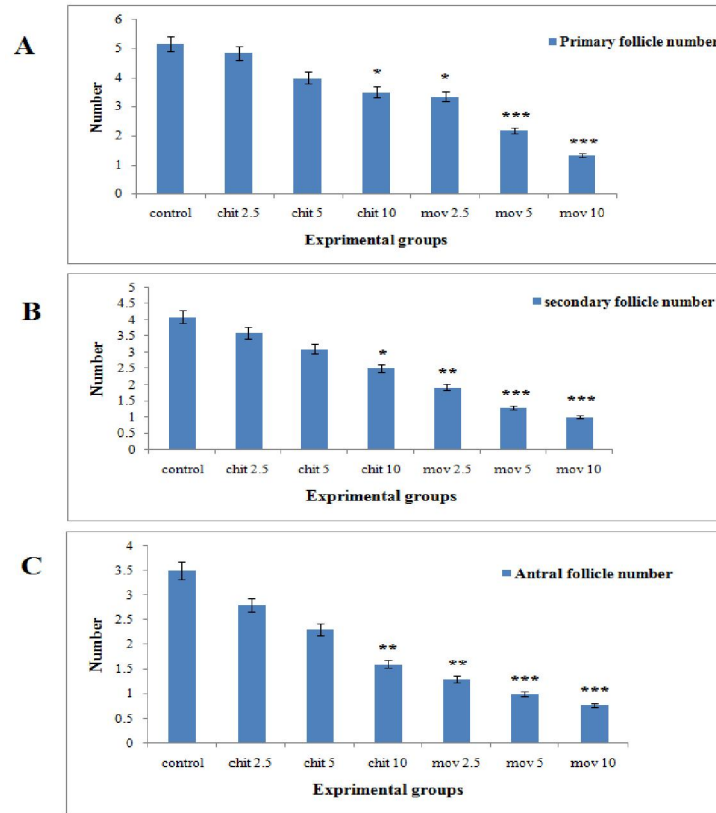 A
Primary follicle number
Number
6
5
4
3
2
1
0
* * *** ***
control chit 2.5 chit 5 chit 10 mov 2.5 mov 5 mov 10
Exprimental groups
B
secondary follicle number
Number
5
4.5
4
3.5
3
2.5
2
1.5
1
0.5
0
* ** *** ***
control chit 2.5 chit 5 chit 10 mov 2.5 mov 5 mov 10
Exprimental groups
C
Antral follicle number
Number
4
3.5
3
2.5
2
1.5
1
0.5
0
** ** *** ***
control chit 2.5 chit 5 chit 10 mov 2.5 mov 5 mov 10
Exprimental groups